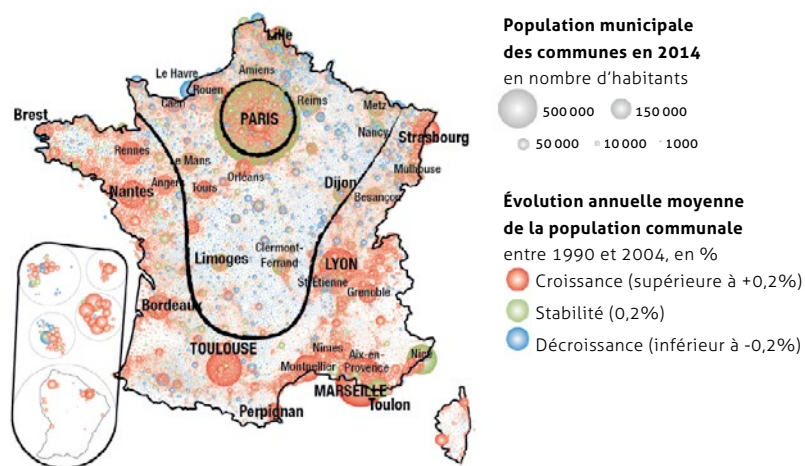 Lille
Le Havre
Amiens
Rouen
Caen
Reims
Metz
PARIS
Brest
Nancy
Strasbourg
Rennes
Le Mans
Orléans
Mulhouse
Angers
Tours
Dijon
Nantes
Besançon
Limoges
Clermont-
Ferrand
LYON
St-Étienne
Grenoble
Bordeaux
TOULOUSE
Nîmes
Aix-en-
Provence
Nice
Montpellier
MARSEILLE
Toulon
Perpignan
Population municipale
des communes en 2014
en nombre d'habitants
500 000
150 000
50 000
10 000
1000
Évolution annuelle moyenne
de la population communale
entre 1990 et 2004, en %
Croissance (supérieure à +0,2%)
Stabilité (0,2%)
Décroissance (inférieur à -0,2%)